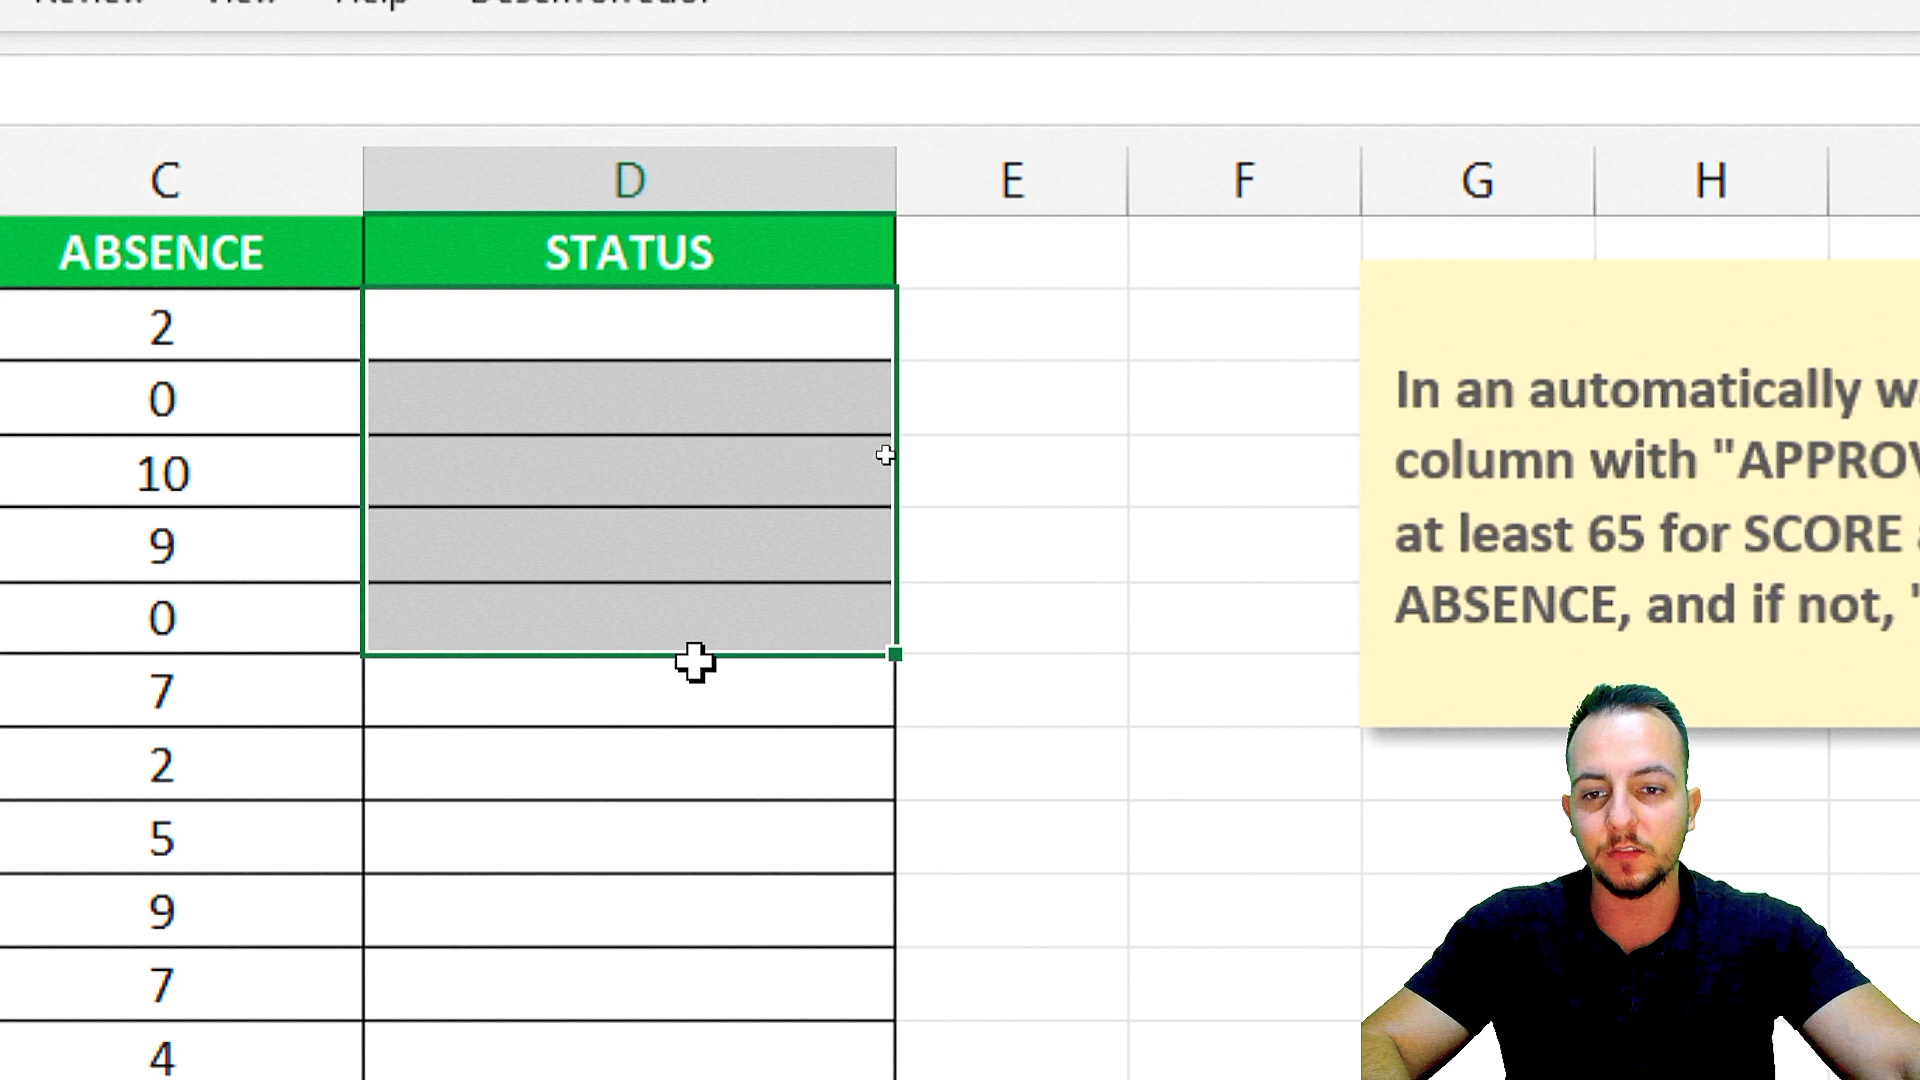 C D E F G H
ABSENCE STATUS
2
0
10
9
0
7
2
5
9
7
4
In an automatically
column with "APPROV
at least 65 for SCORE
ABSENCE, and if not, "